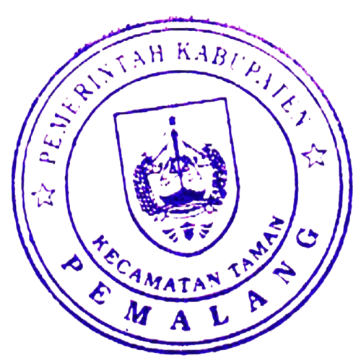 PEMERINTAH KABUPATEN
KECAMATAN TAMAN
PEMALANG